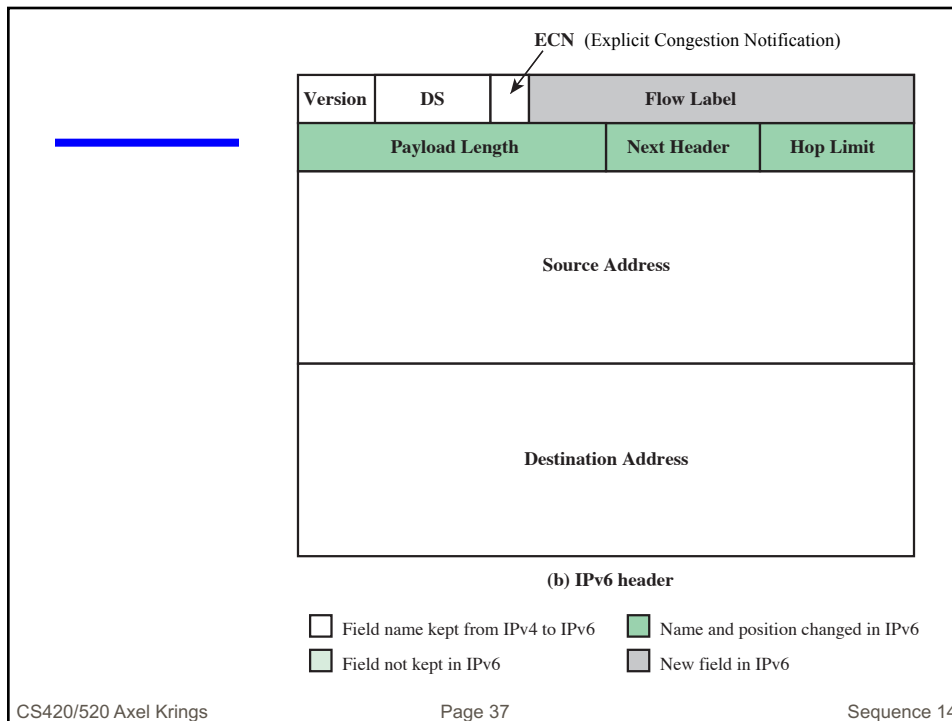 ECN (Explicit Congestion Notification)
Version DS Flow Label
Payload Length Next Header Hop Limit
Source Address
Destination Address
(b) IPv6 header
Field name kept from IPv4 to IPv6 Name and position changed in IPv6
Field not kept in IPv6 New field in IPv6
CS420/520 Axel Krings Page 37 Sequence 14